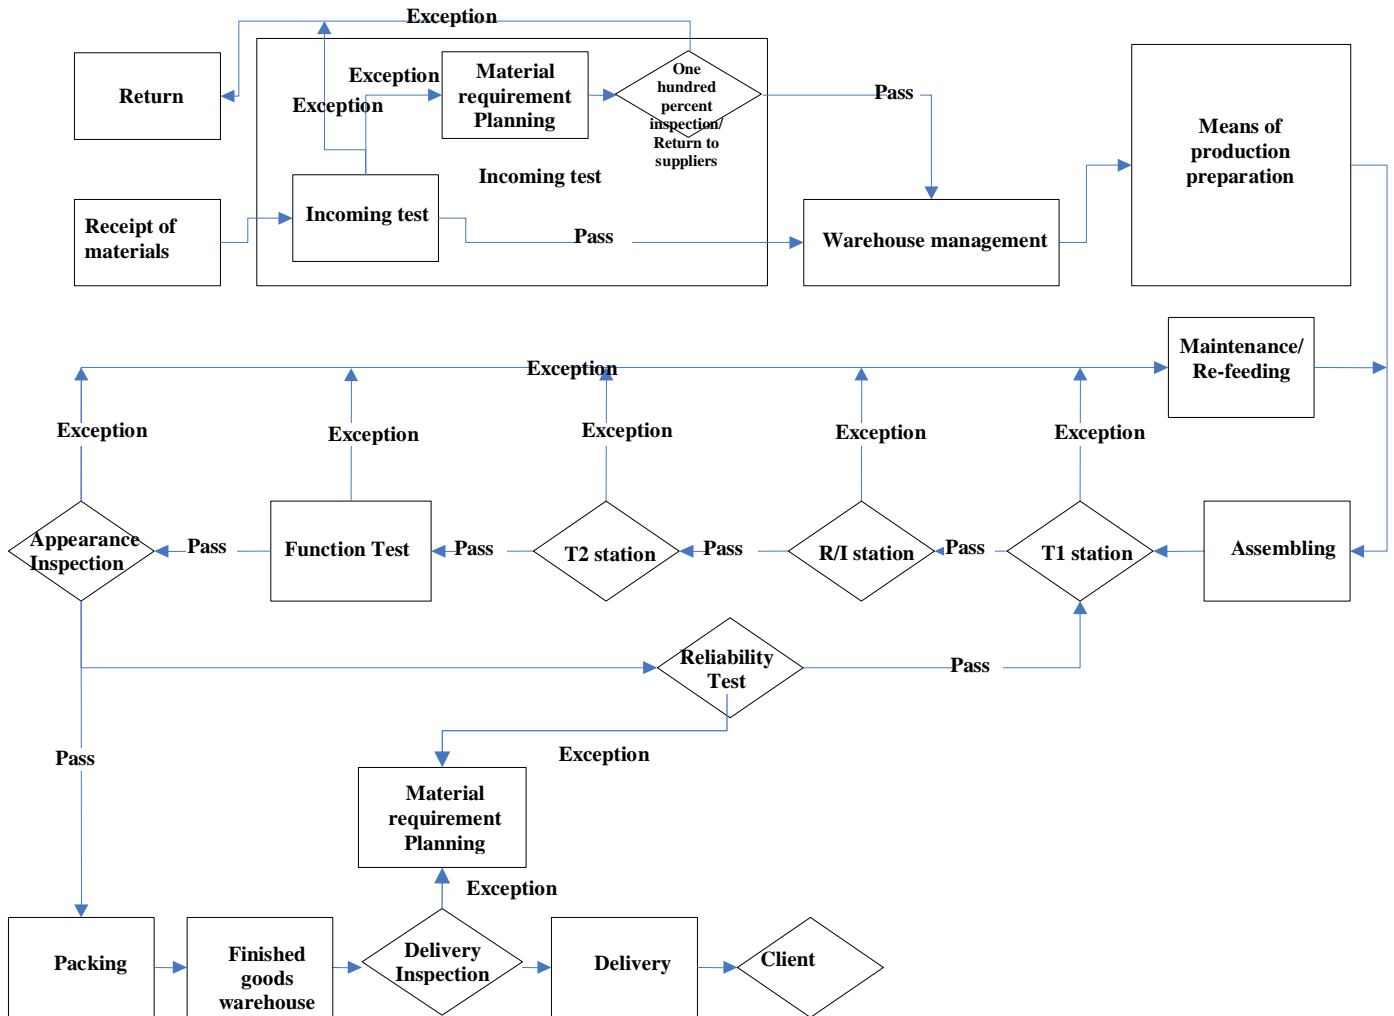 Exception
Return
Exception
Exception
Material
requirement
Planning
One
hundred
percent
inspection/
Return to
suppliers
Pass
Means of
production
preparation
Incoming test
Receipt of
materials
Incoming test
Pass
Warehouse management
Exception
Maintenance/
Re-feeding
Exception
Exception
Exception
Exception
Exception
Appearance
Inspection
Pass
Function Test
Pass
T2 station
Pass
R/I station
Pass
T1 station
Assembling
Reliability
Test
Pass
Pass
Exception
Material
requirement
Planning
Exception
Packing
Finished
goods
warehouse
Delivery
Inspection
Delivery
Client